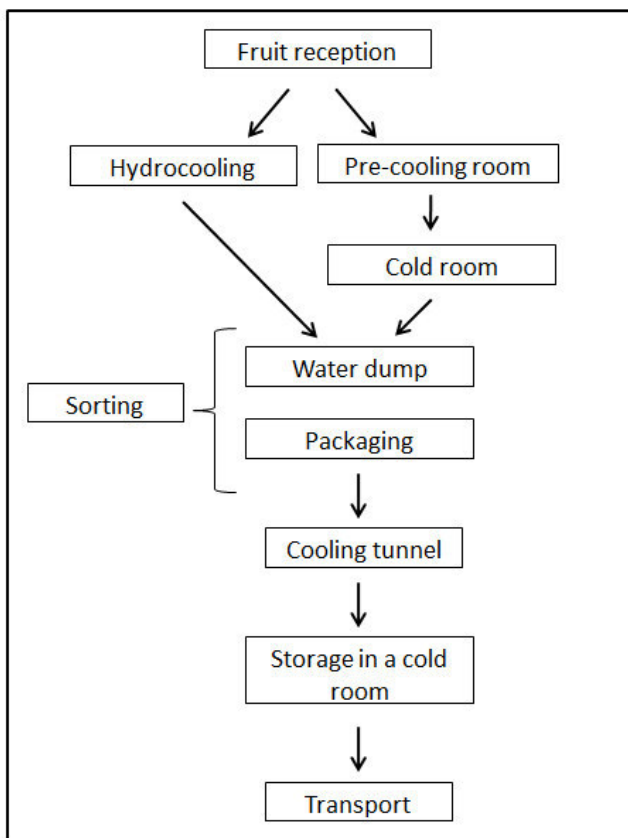 Fruit reception
Hydrocooling
Pre-cooling room
Cold room
Water dump
Sorting
Packaging
Cooling tunnel
Storage in a cold
room
Transport